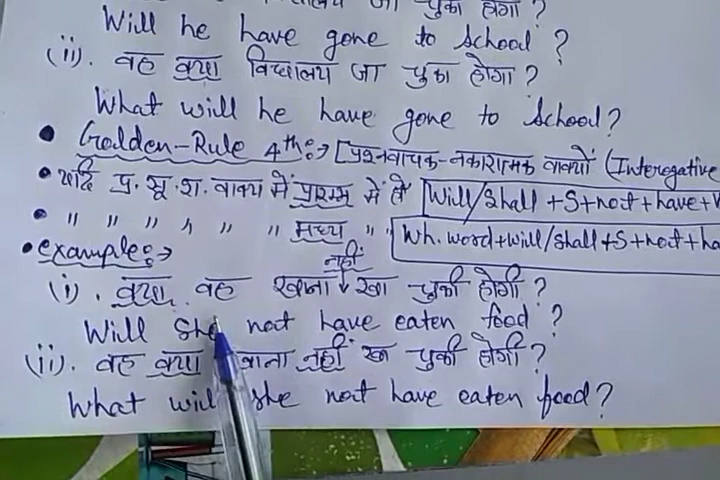 जा चुका होगा ?
Will he have gone to school ?
(ii). वह क्या विद्यालय जा चुका होगा ?
What will he have gone to School?
• Golden-Rule 4th:→ [प्रश्नवाचक-नकारात्मक वाक्यों (Interogative
• यदि प्र. सू. श. वाक्य में प्रारम्भ में हो [Will/Shall +S+not+have+V
• " " " " " " मध्य " " Wh. word+will/shall+S+not+ha
• Example:→
नहीं
(i). क्या वह खाना ↓ खा चुकी होगी ?
Will she not have eaten food ?
(ii). वह क्या खाना नहीं खा चुकी होगी ?
What will she not have eaten food?